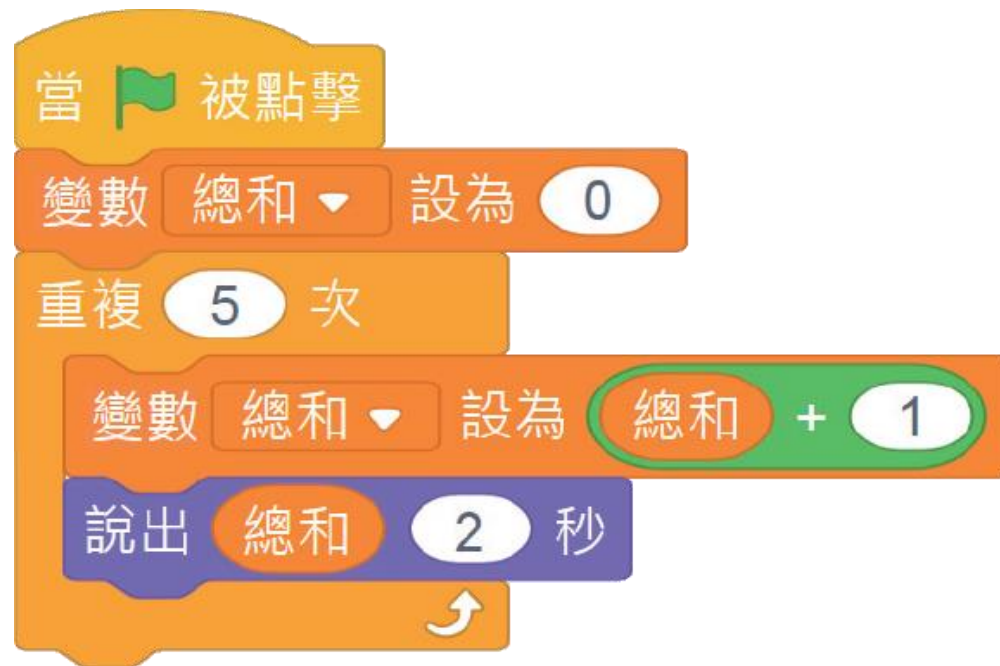 當 被點擊
變數 總和 設為 0
重複 5 次
變數 總和 設為 總和 + 1
說出 總和 2 秒